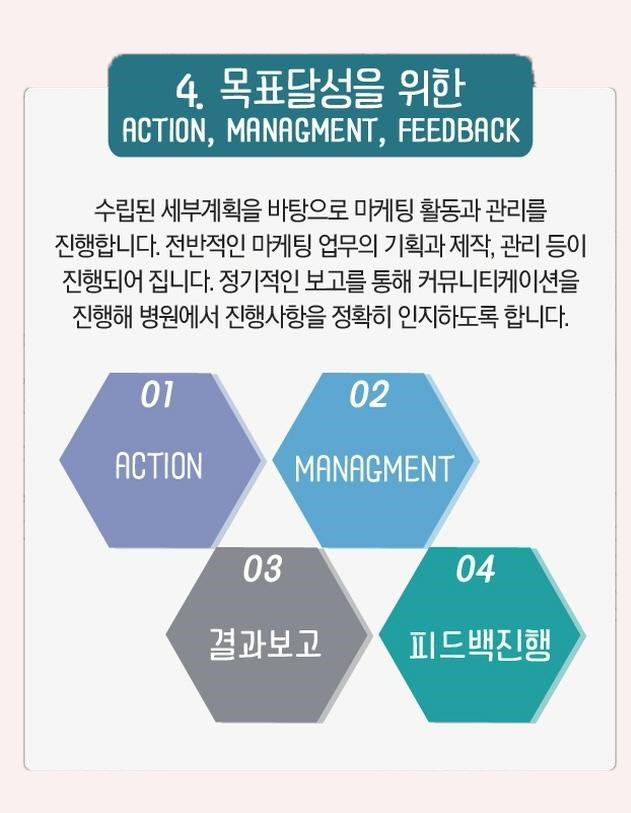 4. 목표달성을 위한
ACTION, MANAGMENT, FEEDBACK
수립된 세부계획을 바탕으로 마케팅 활동과 관리를
진행합니다. 전반적인 마케팅 업무의 기획과 제작, 관리 등이
진행되어 집니다. 정기적인 보고를 통해 커뮤니티케이션을
진행해 병원에서 진행사항을 정확히 인지하도록 합니다.
01
ACTION
02
MANAGMENT
03
결과보고
04
피드백진행